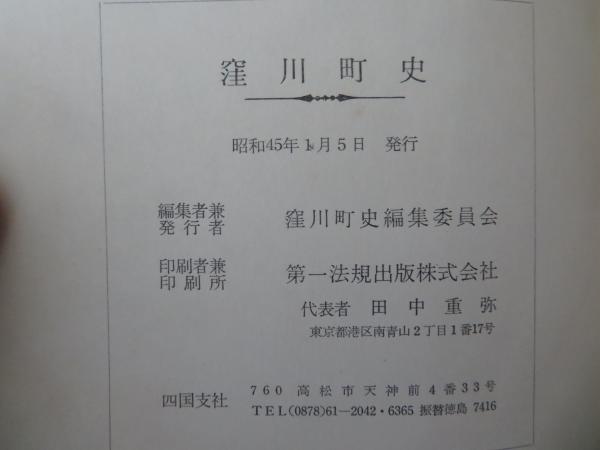 窪川町史
昭和45年1月5日 発行
編集者兼
発行者
窪川町史編集委員会
印刷者兼
印刷所
第一法規出版株式会社
代表者 田中重弥
東京都港区南青山2丁目1番17号
四国支社
760 高松市天神前4番33号
TEL(0878)61―2042・6365 振替徳島 7416